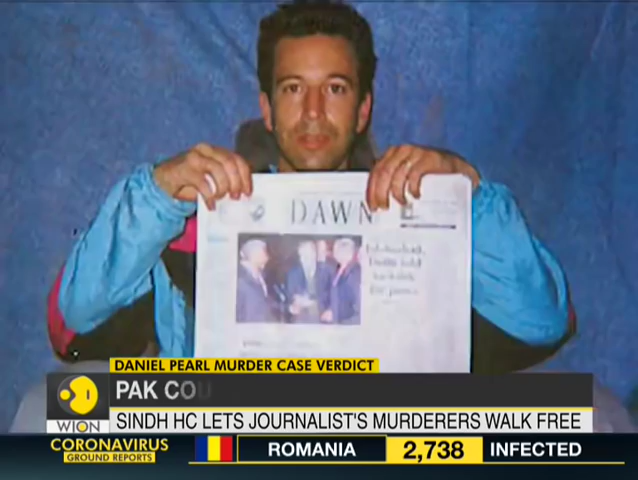 DAWN
DANIEL PEARL MURDER CASE VERDICT
PAK COU
SINDH HC LETS JOURNALIST'S MURDERERS WALK FREE
WION
CORONAVIRUS
GROUND REPORTS
ROMANIA
2,738
INFECTED